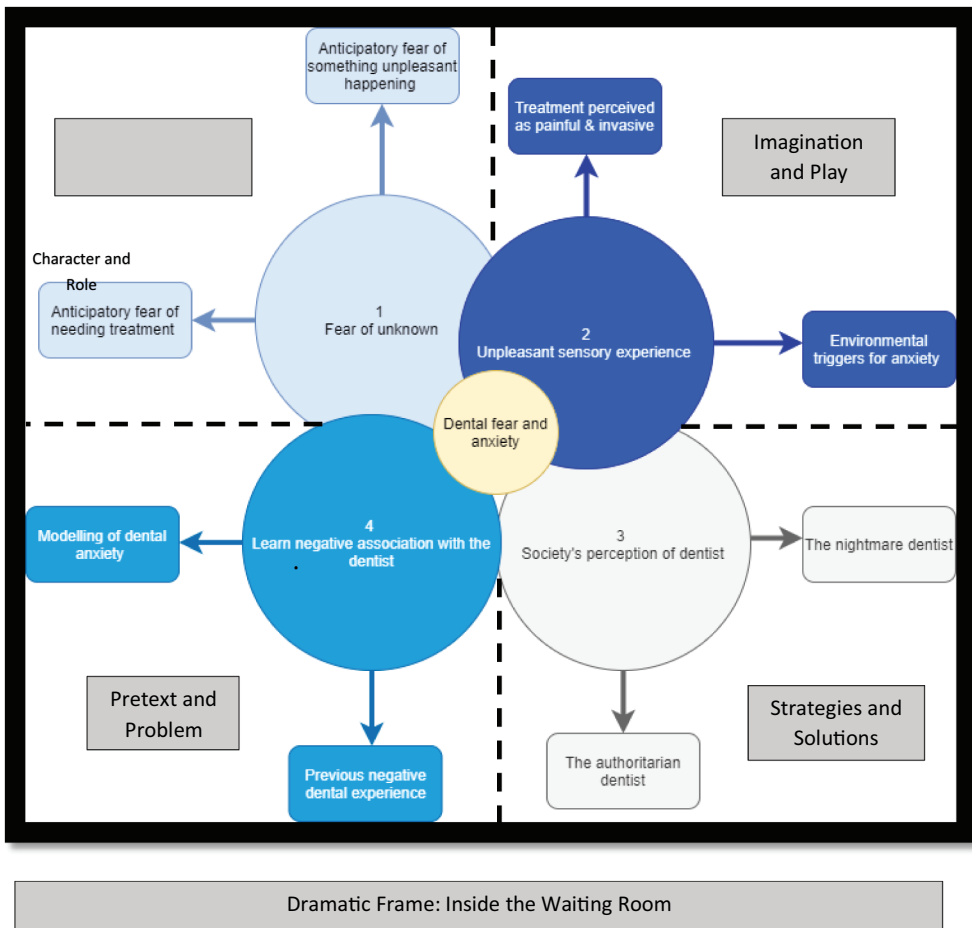 Anticipatory fear of
something unpleasant
happening
Treatment perceived
as painful & invasive
Imagination
and Play
Character and
Role
Anticipatory fear of
needing treatment
1
Fear of unknown
2
Unpleasant sensory experience
Environmental
triggers for anxiety
Dental fear and
anxiety
Modelling of dental
anxiety
4
Learn negative association with the
dentist
.
3
Society's perception of dentist
The nightmare dentist
Pretext and
Problem
Strategies and
Solutions
Previous negative
dental experience
The authoritarian
dentist
Dramatic Frame: Inside the Waiting Room